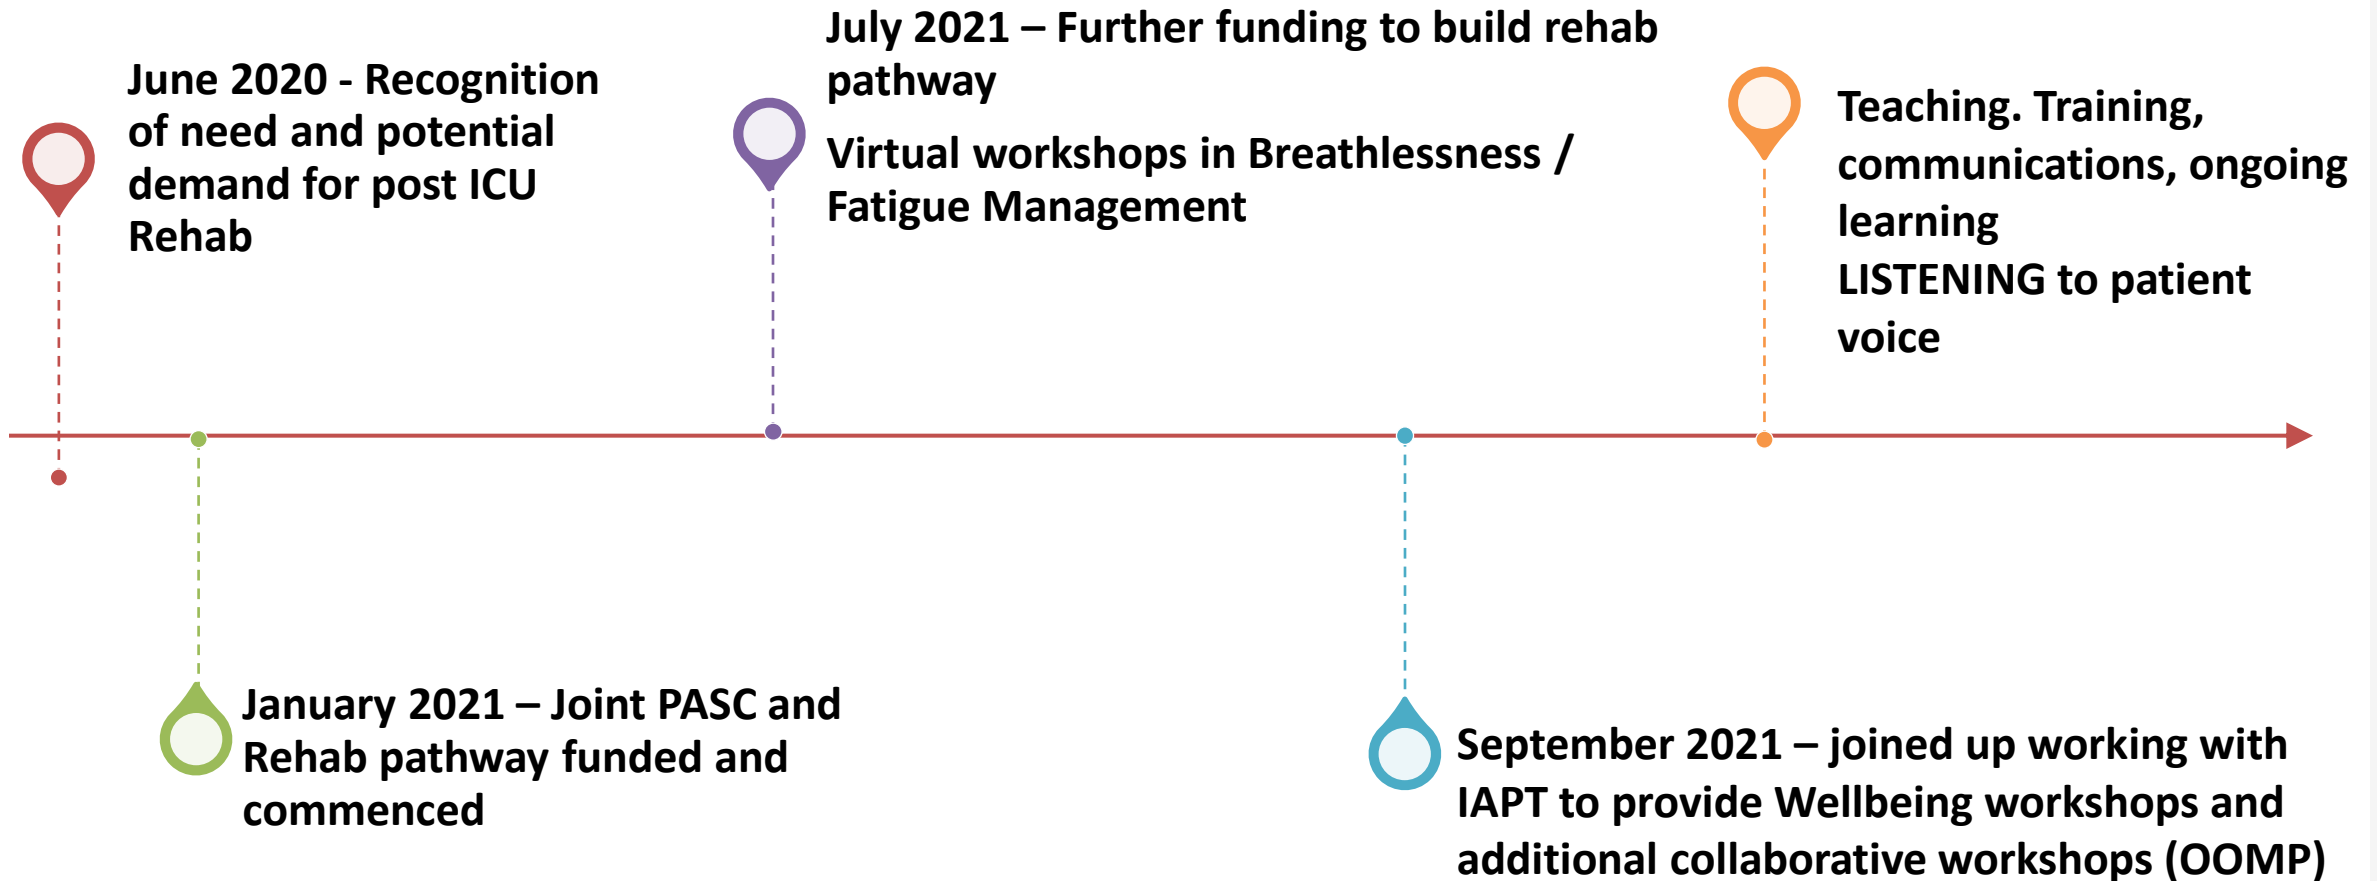 June 2020 - Recognition
of need and potential
demand for post ICU
Rehab
January 2021 – Joint PASC and
Rehab pathway funded and
commenced
July 2021 – Further funding to build rehab
pathway
Virtual workshops in Breathlessness /
Fatigue Management
September 2021 – joined up working with
IAPT to provide Wellbeing workshops and
additional collaborative workshops (OOMP)
Teaching. Training,
communications, ongoing
learning
LISTENING to patient
voice